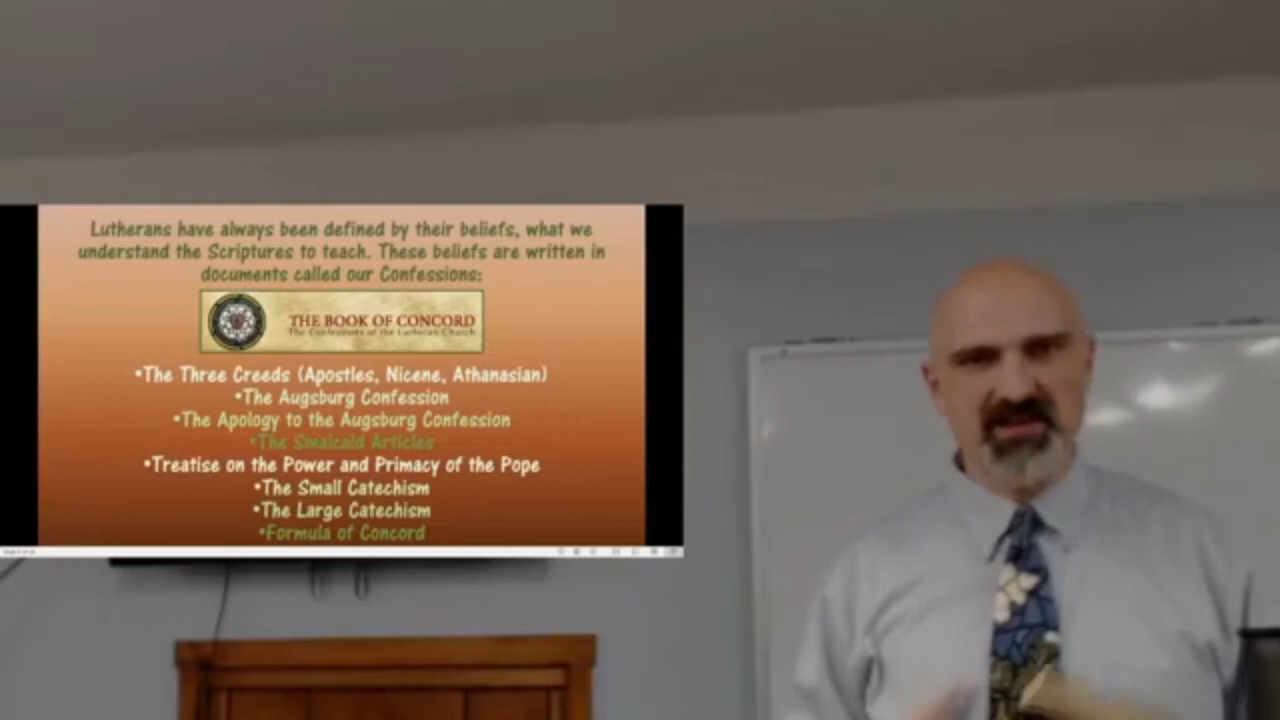 Lutherans have always been defined by their beliefs, what we
understand the Scriptures to teach. These beliefs are written in
documents called our Confessions:
THE BOOK OF CONCORD
The Confessions of the Lutheran Church
•The Three Creeds (Apostles, Nicene, Athanasian)
•The Augsburg Confession
•The Apology to the Augsburg Confession
•The Smalcald Articles
•Treatise on the Power and Primacy of the Pope
•The Small Catechism
•The Large Catechism
•Formula of Concord